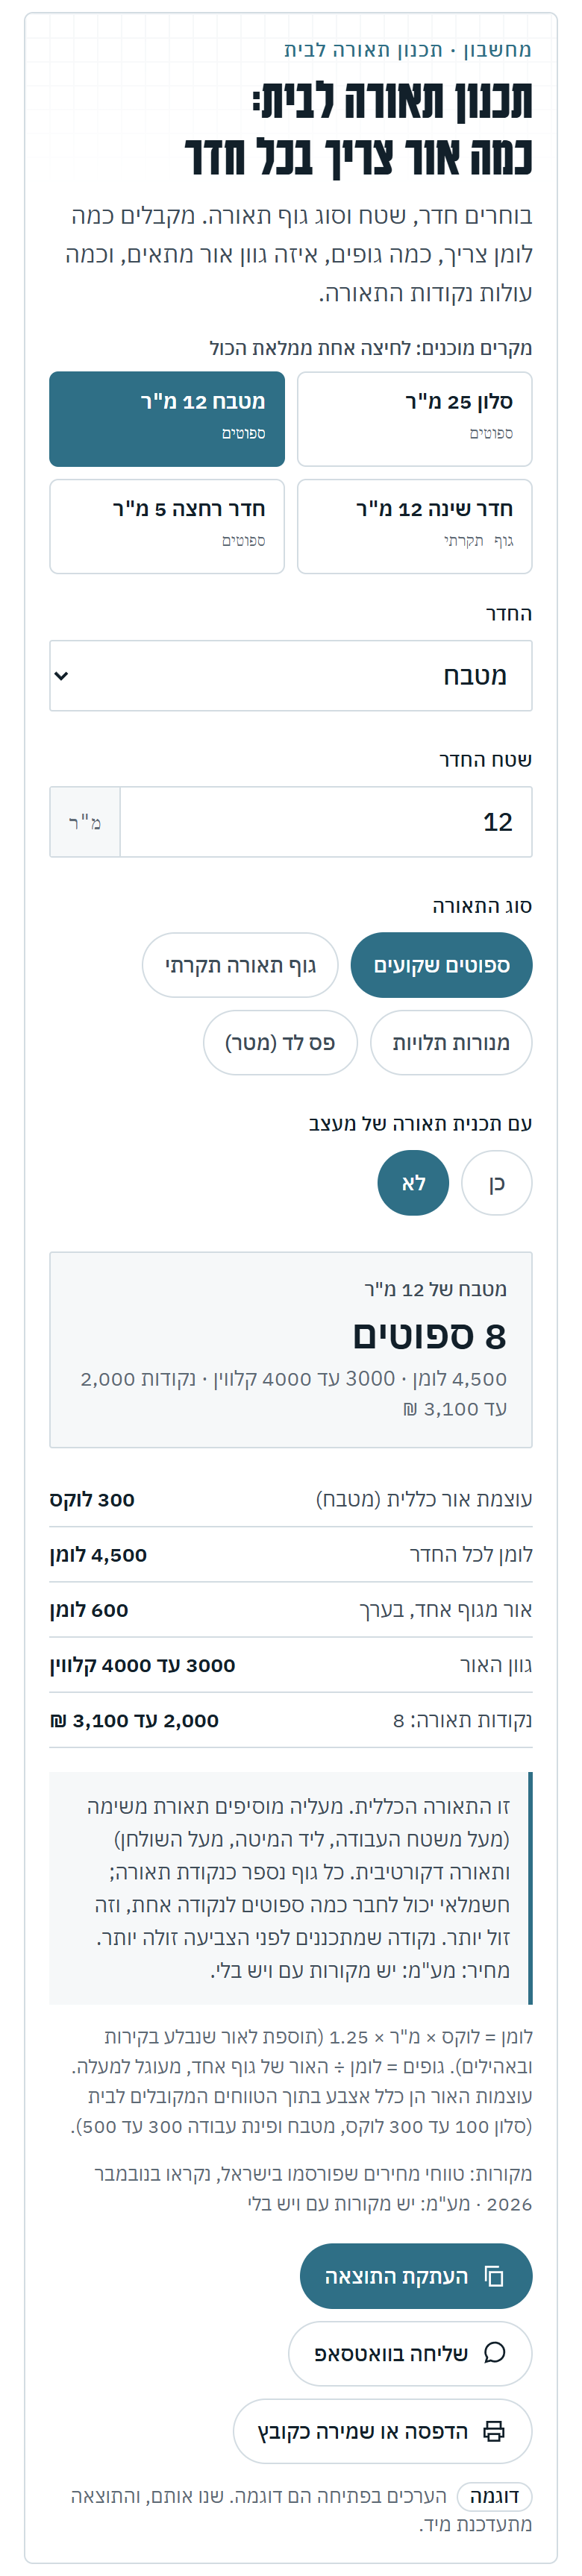 מחשבון · תכנון תאורה לבית
תכנון תאורה לבית:
כמה אור צריך בכל חדר
בוחרים חדר, שטח וסוג גוף תאורה. מקבלים כמה
לומן צריך, כמה גופים, איזה גוון אור מתאים, וכמה
עולות נקודות התאורה.
מקרים מוכנים: לחיצה אחת ממלאת הכול
סלון 25 מ"ר
ספוטים
מטבח 12 מ"ר
ספוטים
חדר שינה 12 מ"ר
גוף תקרתי
חדר רחצה 5 מ"ר
ספוטים
החדר
מטבח
שטח החדר
12
מ"ר
סוג התאורה
ספוטים שקועים
גוף תאורה תקרתי
מנורות תלויות
פס לד (מטר)
עם תכנית תאורה של מעצב
כן
לא
מטבח של 12 מ"ר
8 ספוטים
4,500 לומן · 3000 עד 4000 קלווין · נקודות 2,000
עד 3,100 ₪
עוצמת אור כללית (מטבח) 300 לוקס
לומן לכל החדר 4,500 לומן
אור מגוף אחד, בערך 600 לומן
גוון האור 3000 עד 4000 קלווין
נקודות תאורה: 8 2,000 עד 3,100 ₪
זו התאורה הכללית. מעליה מוסיפים תאורת משימה
(מעל משטח העבודה, ליד המיטה, מעל השולחן)
ותאורה דקורטיבית. כל גוף נספר כנקודת תאורה;
חשמלאי יכול לחבר כמה ספוטים לנקודה אחת, וזה
זול יותר. נקודה שמתכננים לפני הצביעה זולה יותר.
מחיר: מע"מ: יש מקורות עם ויש בלי.
לומן = לוקס × מ"ר × 1.25 (תוספת לאור שנבלע בקירות
ובאהילים). גופים = לומן ÷ האור של גוף אחד, מעוגל למעלה.
עוצמות האור הן כלל אצבע בתוך הטווחים המקובלים לבית
(סלון 100 עד 300 לוקס, מטבח ופינת עבודה 300 עד 500).
מקורות: טווחי מחירים שפורסמו בישראל, נקראו בנובמבר
2026 · מע"מ: יש מקורות עם ויש בלי
העתקת התוצאה
שליחה בוואטסאפ
הדפסה או שמירה כקובץ
דוגמה הערכים בפתיחה הם דוגמה. שנו אותם, והתוצאה
מתעדכנת מיד.